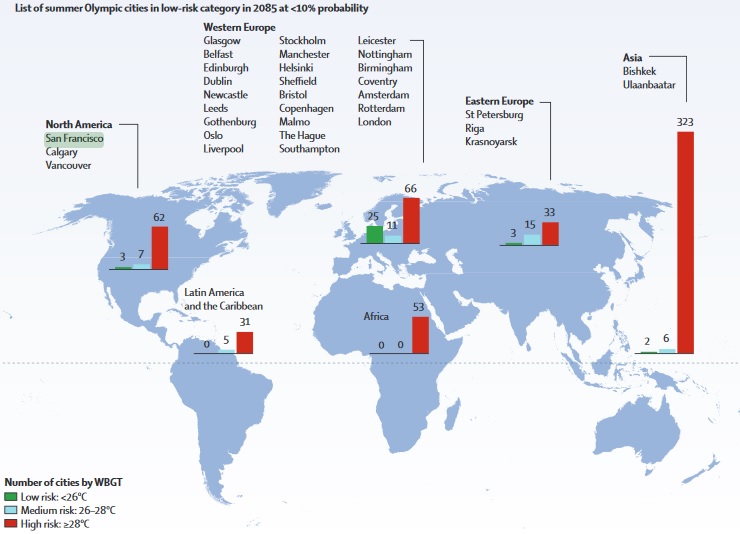 List of summer Olympic cities in low-risk category in 2085 at <10% probability
Western Europe
Glasgow
Belfast
Edinburgh
Dublin
Newcastle
Leeds
Gothenburg
Oslo
Liverpool
Stockholm
Manchester
Helsinki
Sheffield
Bristol
Copenhagen
Malmo
The Hague
Southampton
Leicester
Nottingham
Birmingham
Coventry
Amsterdam
Rotterdam
London
Asia
Bishkek
Ulaanbaatar
Eastern Europe
St Petersburg
Riga
Krasnoyarsk
North America
San Francisco
Calgary
Vancouver
3 7 62
25 11 66
3 15 33
2 6 323
Latin America
and the Caribbean
0 5 31
Africa
0 0 53
Number of cities by WBGT
Low risk: <26°C
Medium risk: 26–28°C
High risk: ≥28°C